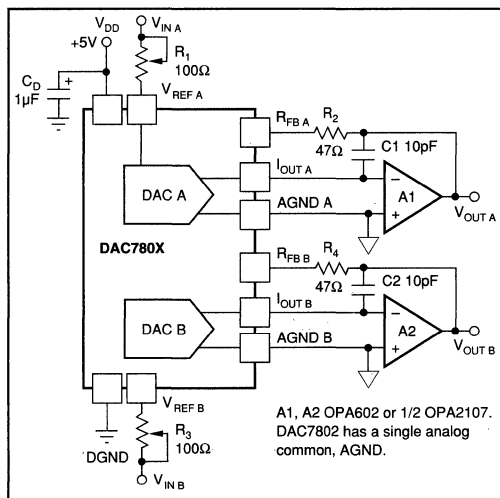 V_DD
+5V
V_IN A
R_1
100Ω
C_D
1µF
+
V_REF A
R_FB A
R_2
47Ω
C1 10pF
I_OUT A
DAC A
AGND A
−
+
A1
V_OUT A
DAC780X
R_FB B
R_4
47Ω
C2 10pF
I_OUT B
DAC B
AGND B
−
+
A2
V_OUT B
V_REF B
DGND
R_3
100Ω
V_IN B
A1, A2 OPA602 or 1/2 OPA2107.
DAC7802 has a single analog
common, AGND.